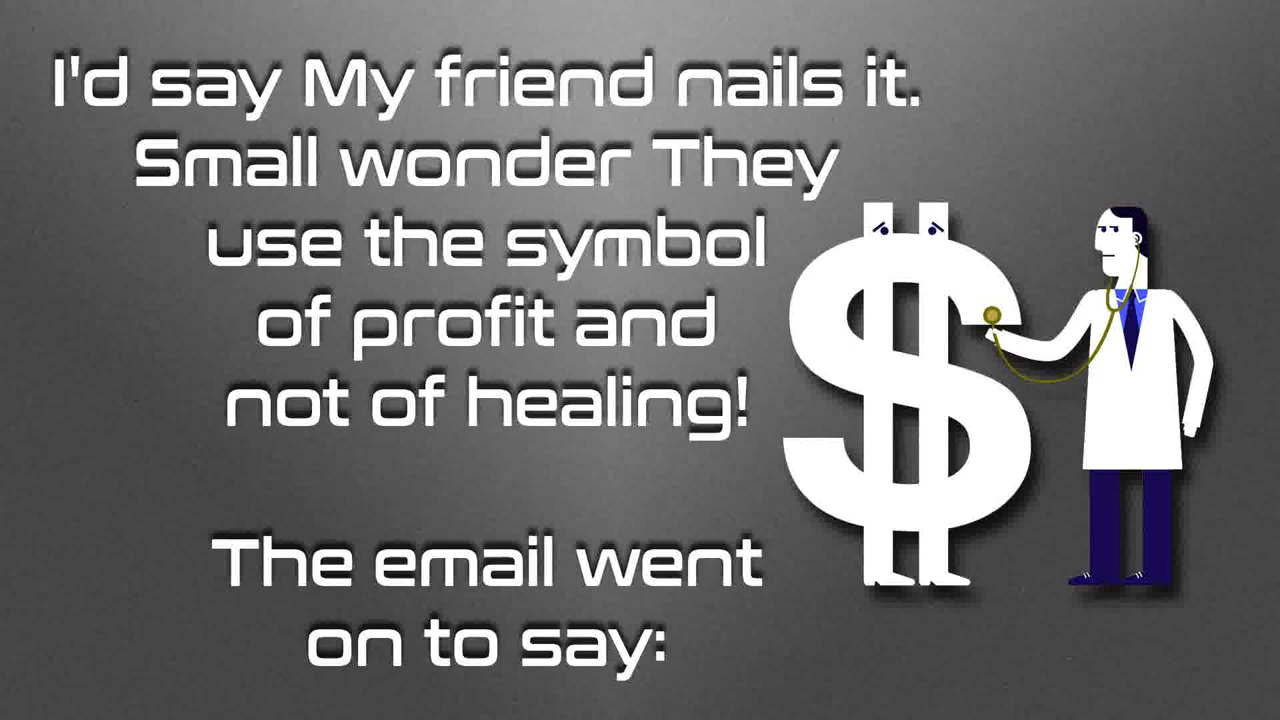 I'd say My friend nails it.
Small wonder They
use the symbol
of profit and
not of healing!
The email went
on to say: